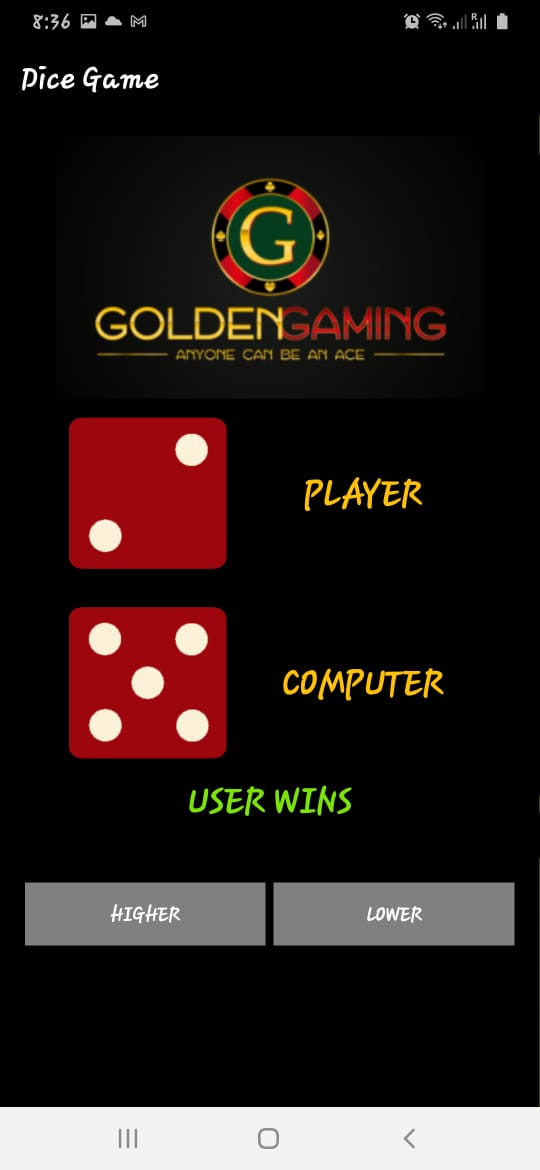 8:36
R
Dice Game
G
GOLDENGAMING
ANYONE CAN BE AN ACE
PLAYER
COMPUTER
USER WINS
HIGHER
LOWER